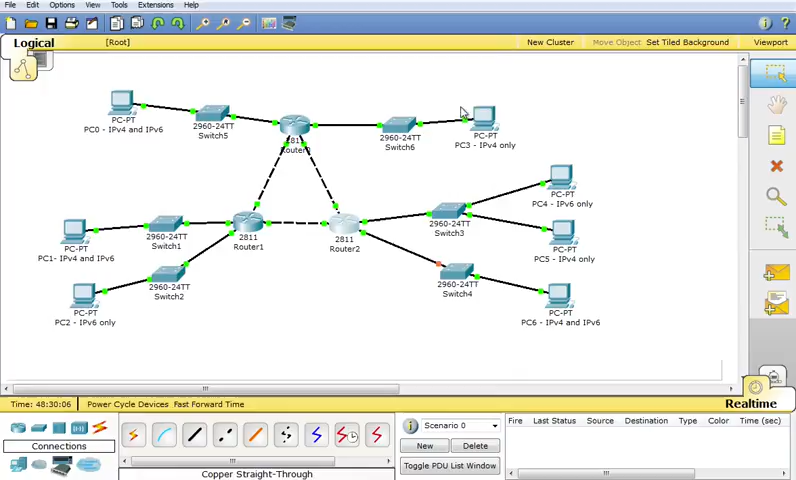 File Edit Options View Tools Extensions Help
Logical [Root] New Cluster Move Object Set Tiled Background Viewport
PC-PT
PC0 - IPv4 and IPv6
2960-24TT
Switch5
2811
2960-24TT
Switch6
PC-PT
PC3 - IPv4 only
PC-PT
PC4 - IPv6 only
PC-PT
PC1- IPv4 and IPv6
2960-24TT
Switch1
2811
Router1
2811
Router2
2960-24TT
Switch3
PC-PT
PC5 - IPv4 only
PC-PT
PC2 - IPv6 only
2960-24TT
Switch2
2960-24TT
Switch4
PC-PT
PC6 - IPv4 and IPv6
Time: 48:30:06 Power Cycle Devices Fast Forward Time Realtime
Scenario 0
Fire Last Status Source Destination Type Color Time (sec)
Connections
New Delete
Toggle PDU List Window
Copper Straight-Through